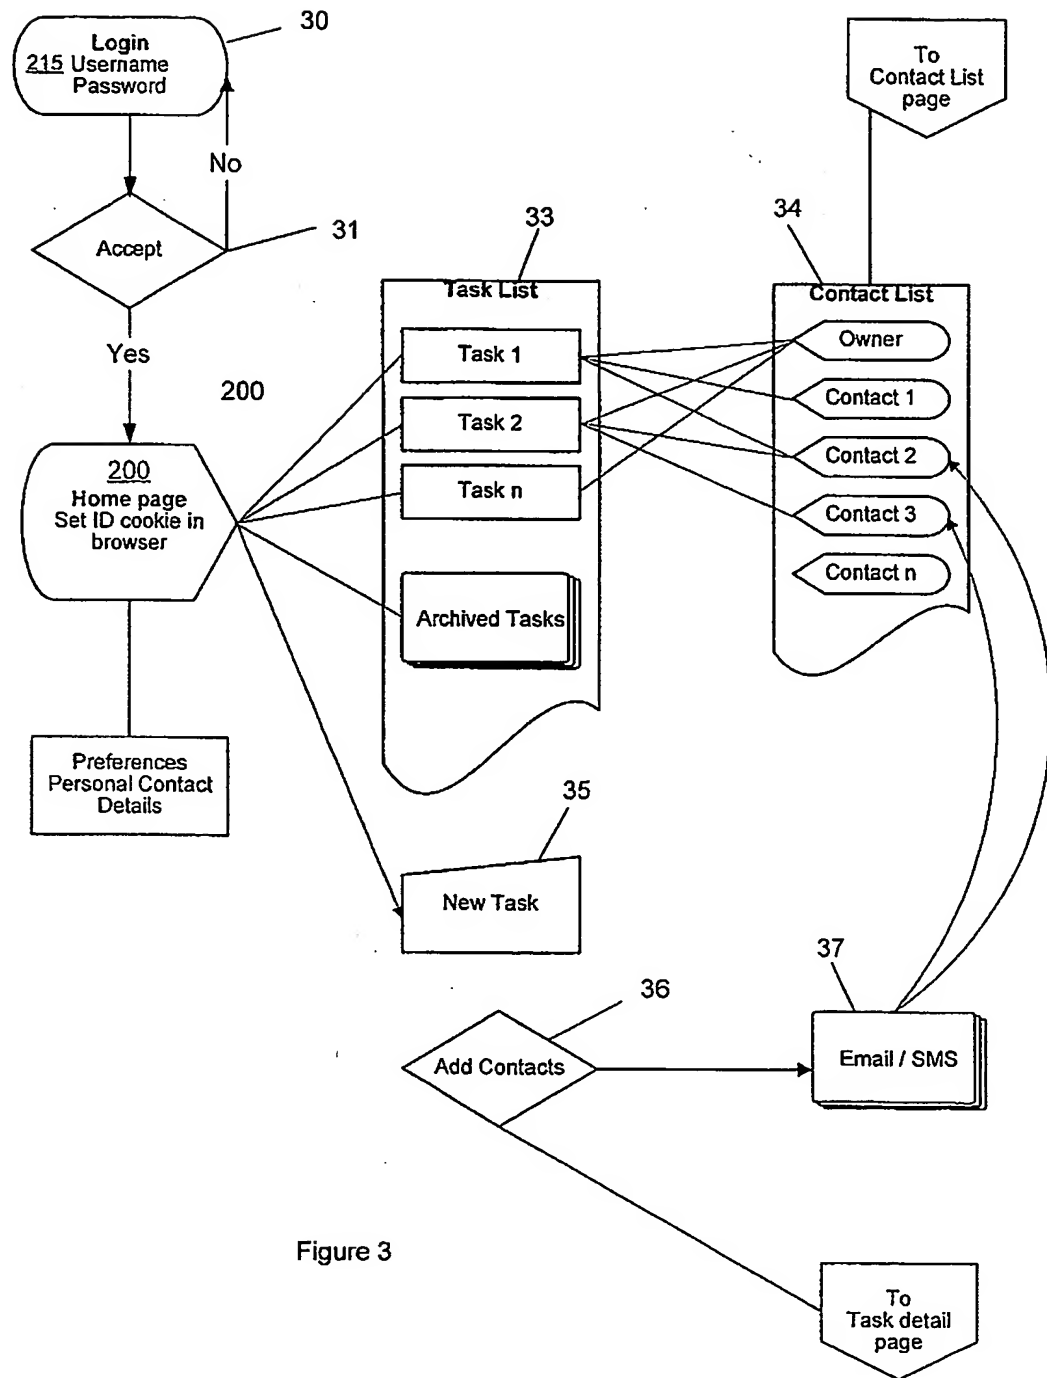 30
Login
215 Username
Password
No
Accept
31
Yes
200
200
Home page
Set ID cookie in
browser
Preferences
Personal Contact
Details
33
Task List
Task 1
Task 2
Task n
Archived Tasks
To
Contact List
page
34
Contact List
Owner
Contact 1
Contact 2
Contact 3
Contact n
35
New Task
36
Add Contacts
37
Email / SMS
Figure 3
To
Task detail
page